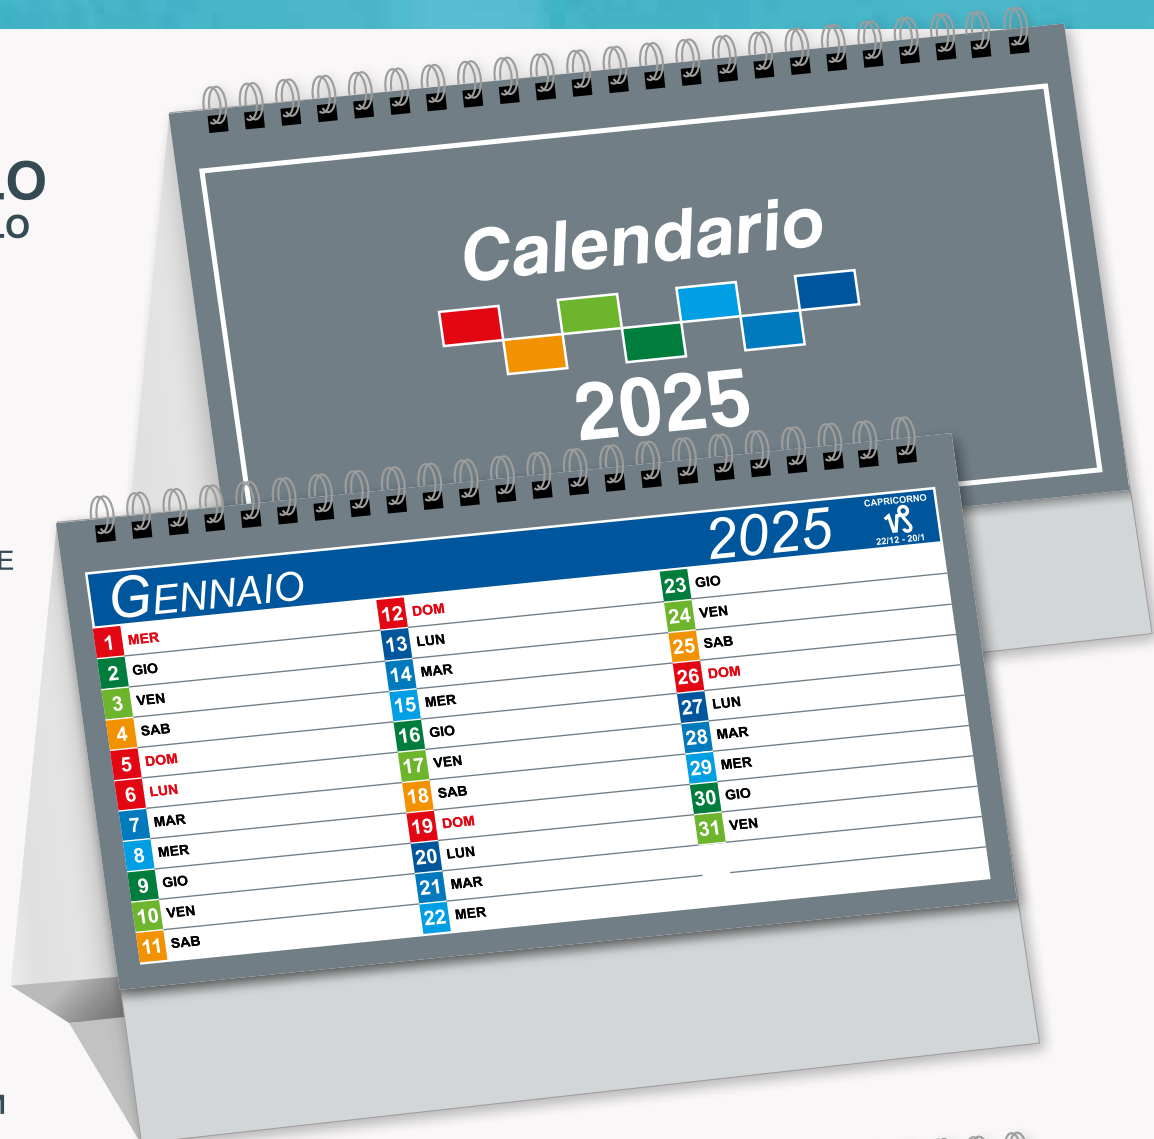 LO
LO
Calendario
2025
E
GENNAIO 2025
CAPRICORNO
22/12 - 20/1
1 MER
2 GIO
3 VEN
4 SAB
5 DOM
6 LUN
7 MAR
8 MER
9 GIO
10 VEN
11 SAB
12 DOM
13 LUN
14 MAR
15 MER
16 GIO
17 VEN
18 SAB
19 DOM
20 LUN
21 MAR
22 MER
23 GIO
24 VEN
25 SAB
26 DOM
27 LUN
28 MAR
29 MER
30 GIO
31 VEN